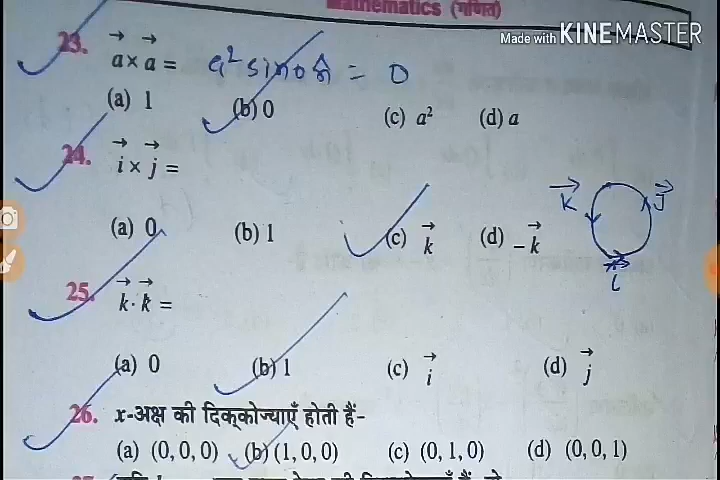 Mathematics (गणित)
Made with KINEMASTER
23. a⃗ × a⃗ = a² sin 0 n̂ = 0
(a) 1 (b) 0 (c) a² (d) a
24. i⃗ × j⃗ =
K⃗ J⃗
(a) 0 (b) 1 (c) k⃗ (d) –k⃗
i
25. k⃗ · k⃗ =
(a) 0 (b) 1 (c) i⃗ (d) j⃗
26. x-अक्ष की दिक्‌कोज्याएँ होती हैं-
(a) (0, 0, 0) (b) (1, 0, 0) (c) (0, 1, 0) (d) (0, 0, 1)